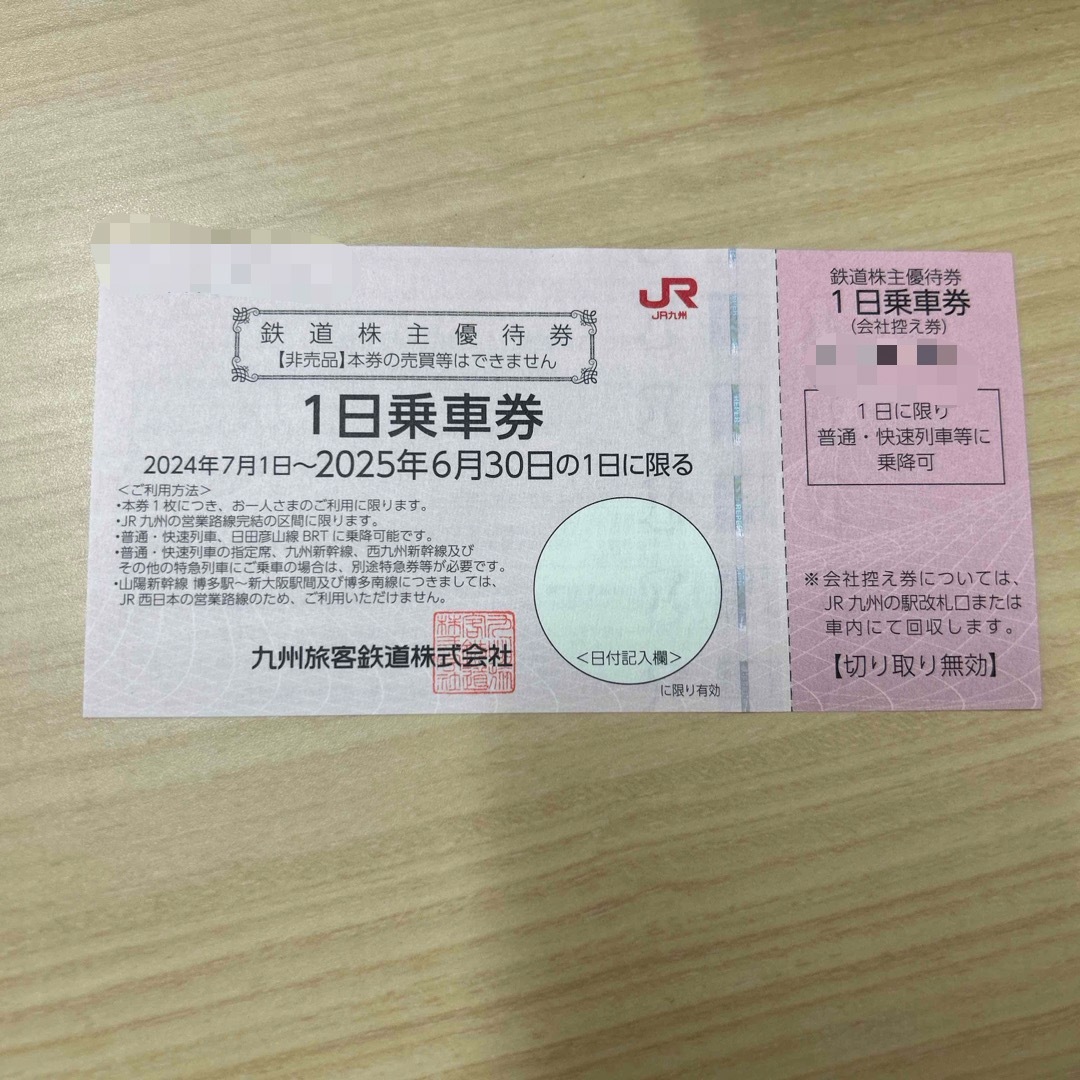 JR
JR九州
鉄道株主優待券
【非売品】本券の売買等はできません
1日乗車券
2024年7月1日～2025年6月30日の1日に限る
＜ご利用方法＞
・本券1枚につき、お一人さまのご利用に限ります。
・JR九州の営業路線完結の区間に限ります。
・普通・快速列車、日田彦山線BRTに乗降可能です。
・普通・快速列車の指定席、九州新幹線、西九州新幹線及び
その他の特急列車にご乗車の場合は、別途特急券等が必要です。
・山陽新幹線 博多駅～新大阪駅間及び博多南線につきましては、
JR西日本の営業路線のため、ご利用いただけません。
九州旅客鉄道株式会社
＜日付記入欄＞
に限り有効
鉄道株主優待券
1日乗車券
(会社控え券)
1日に限り
普通・快速列車等に
乗降可
※会社控え券については、
JR九州の駅改札口または
車内にて回収します。
【切り取り無効】